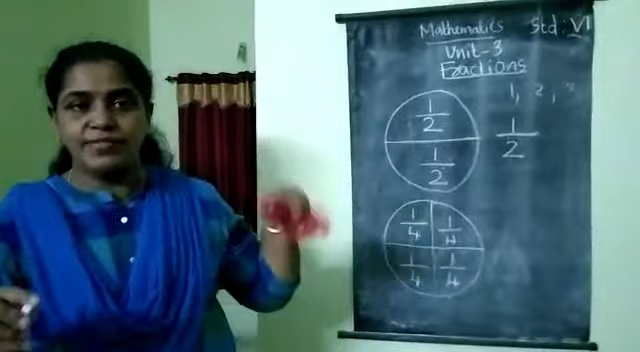 Mathematics Std: VI
Unit-3
Fractions
1, 2,
1/2
1/2
1/2
1/4 1/4
1/4 1/4